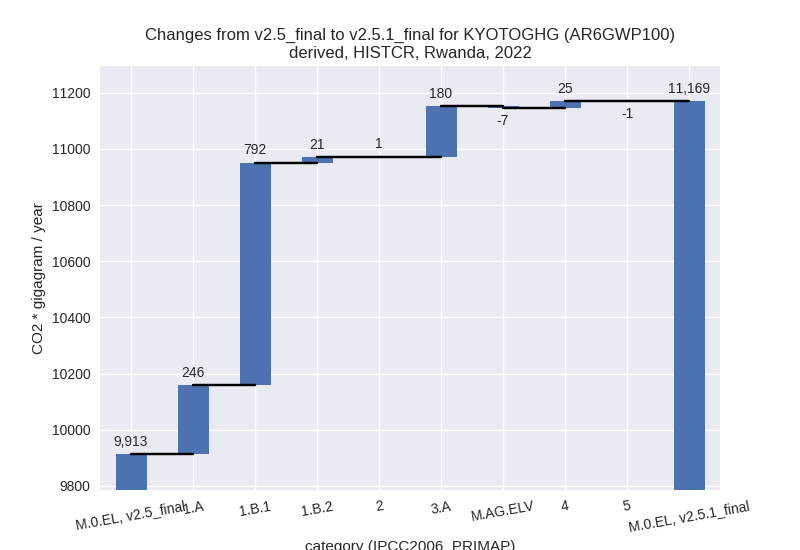 Changes from v2.5_final to v2.5.1_final for KYOTOGHG (AR6GWP100)
derived, HISTCR, Rwanda, 2022
CO2 * gigagram / year
11200
11000
10800
10600
10400
10200
10000
9800
9,913
246
792
21
1
180
-7
25
-1
11,169
M.0.EL, v2.5_final
1.A
1.B.1
1.B.2
2
3.A
M.AG.ELV
4
5
M.0.EL, v2.5.1_final
category (IPCC2006_PRIMAP)